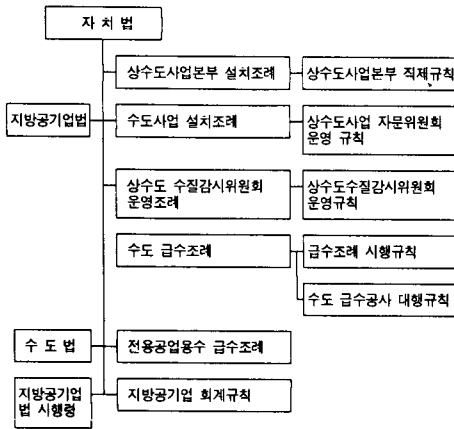 자 치 법
상수도사업본부 설치조례
상수도사업본부 직제규칙
지방공기업법
수도사업 설치조례
상수도사업 자문위원회
운영 규칙
상수도 수질감시위원회
운영조례
상수도수질감시위원회
운영규칙
수도 급수조례
급수조례 시행규칙
수도 급수공사 대행규칙
수 도 법
전용공업용수 급수조례
지방공기업
법 시행령
지방공기업 회계규칙